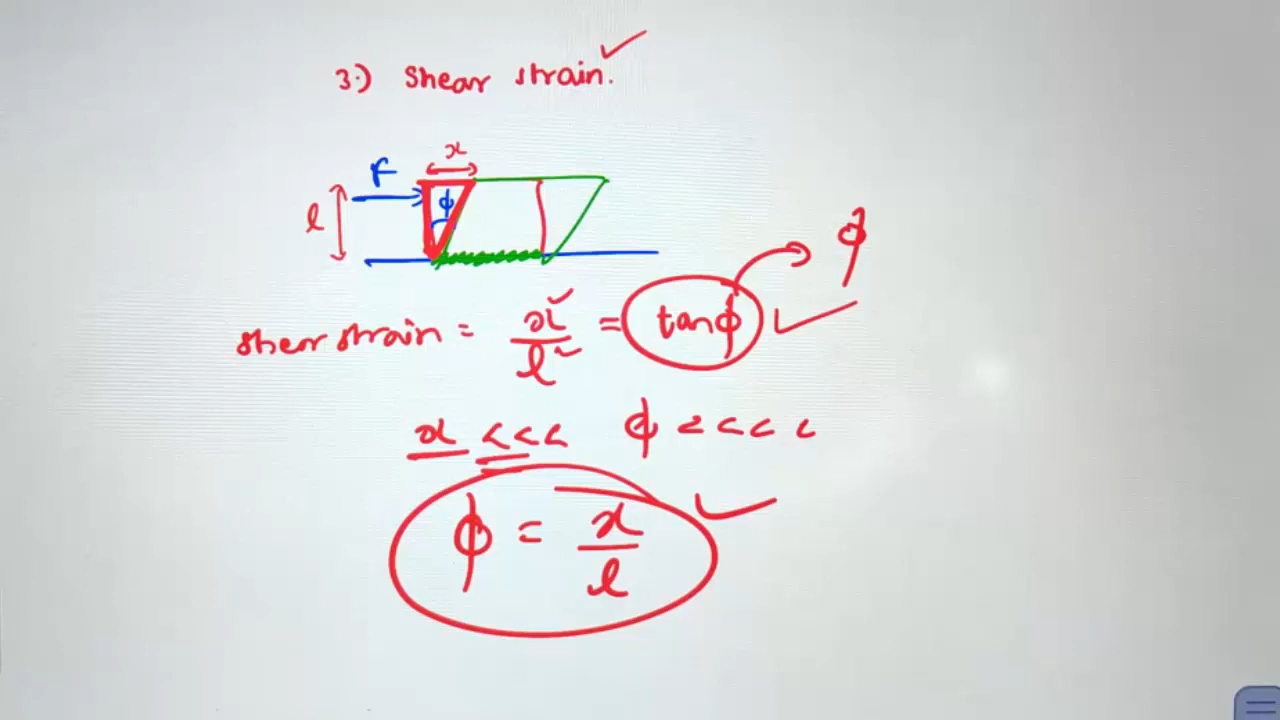 3.) Shear strain.
x
F
l
ϕ
ϕ
shear strain = x/l = tanϕ
x <<< ϕ <<< <
ϕ = x/l